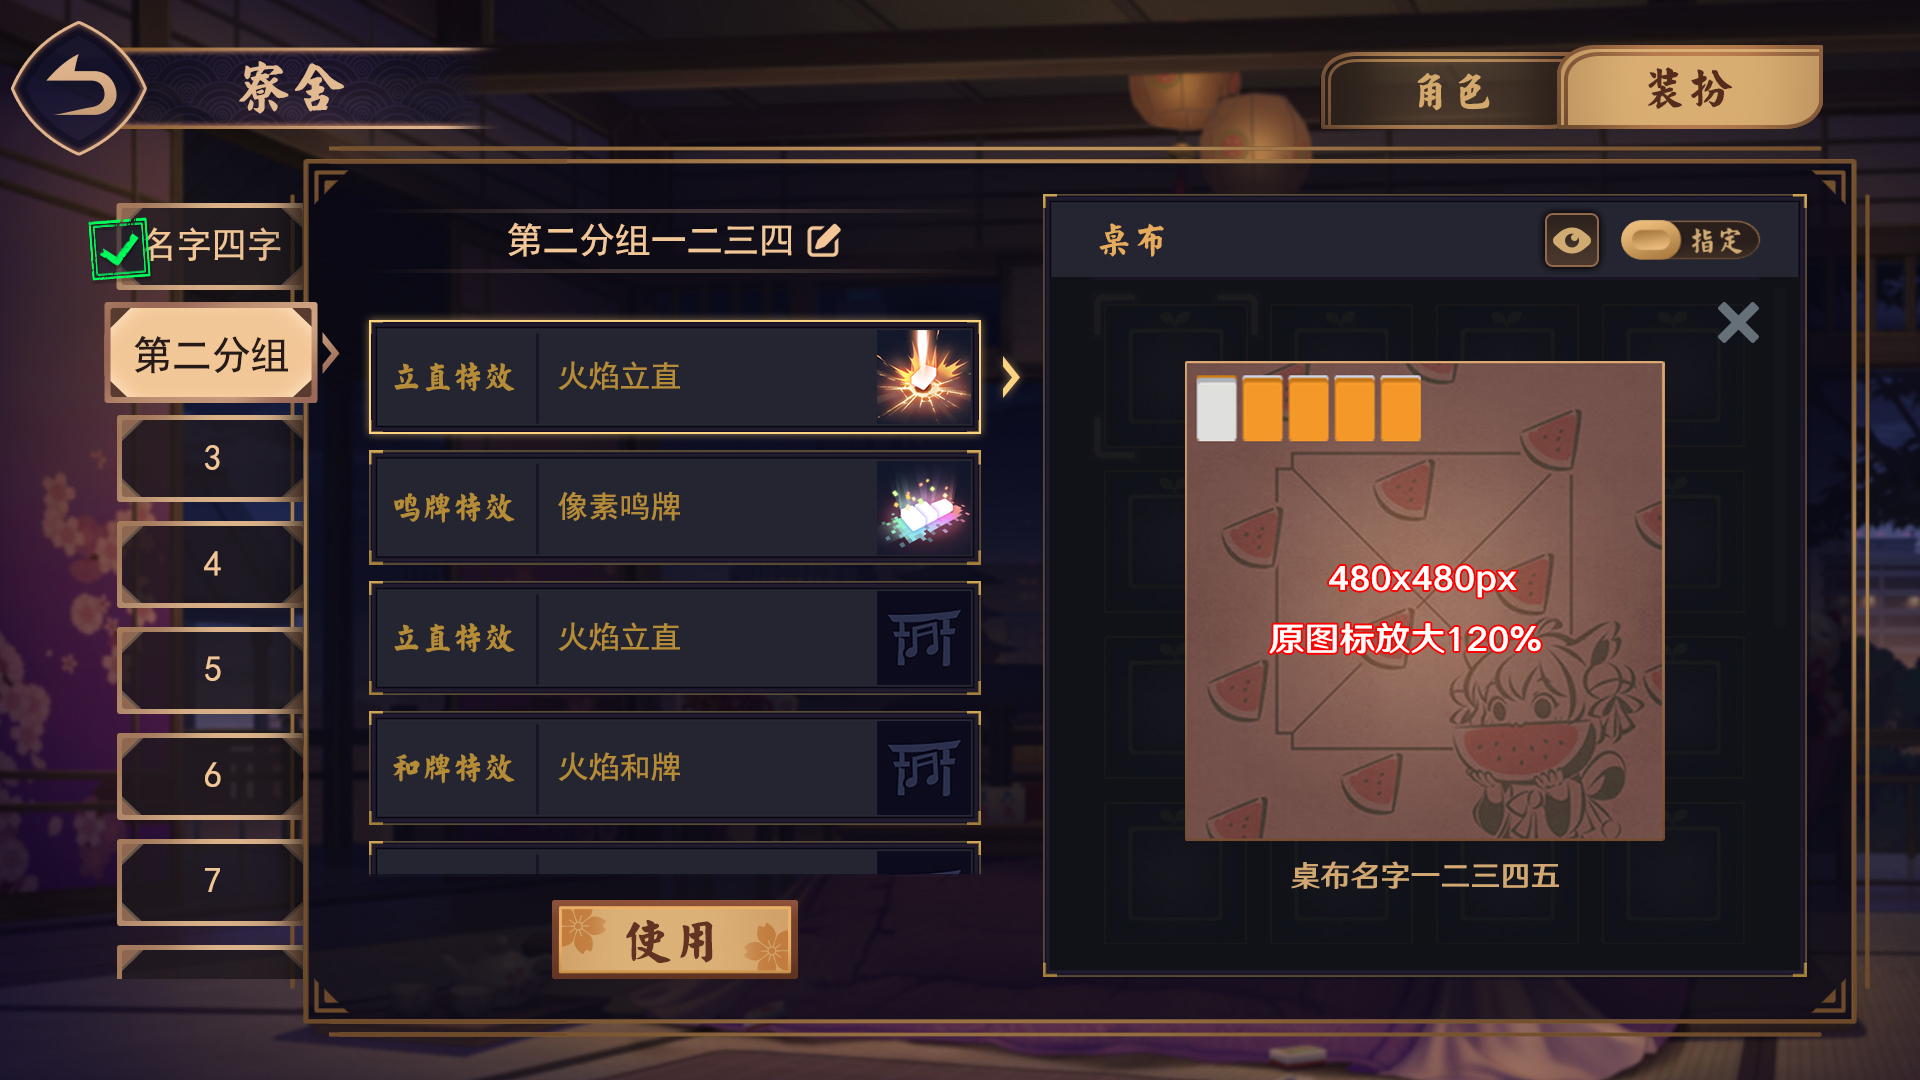 寮舍
角色
装扮
名字四字
第二分组
3
4
5
6
7
第二分组一二三四
立直特效
火焰立直
鸣牌特效
像素鸣牌
立直特效
火焰立直
和牌特效
火焰和牌
使用
桌布
指定
480x480px
原图标放大120%
桌布名字一二三四五